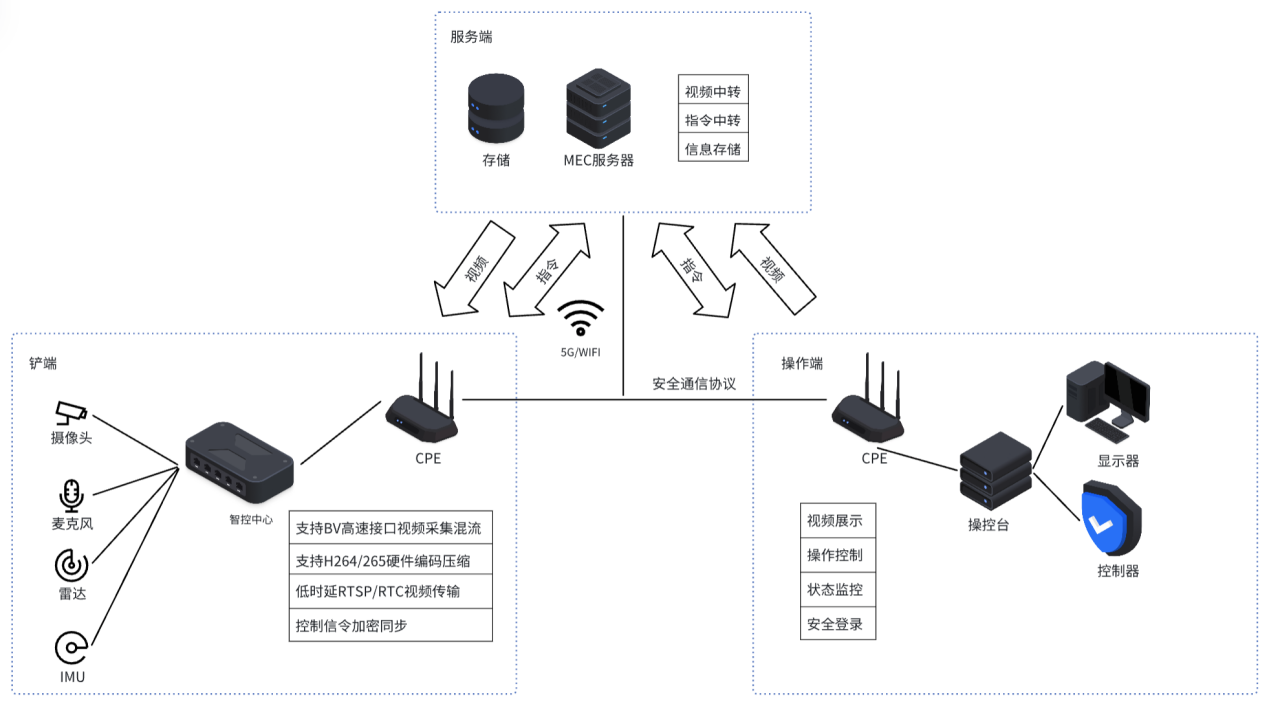 服务端
存储
MEC服务器
视频中转
指令中转
信息存储
视频
指令
指令
视频
5G/WIFI
安全通信协议
铲端
摄像头
麦克风
雷达
IMU
智控中心
CPE
支持BV高速接口视频采集混流
支持H264/265硬件编码压缩
低时延RTSP/RTC视频传输
控制信令加密同步
操作端
CPE
操控台
显示器
控制器
视频展示
操作控制
状态监控
安全登录